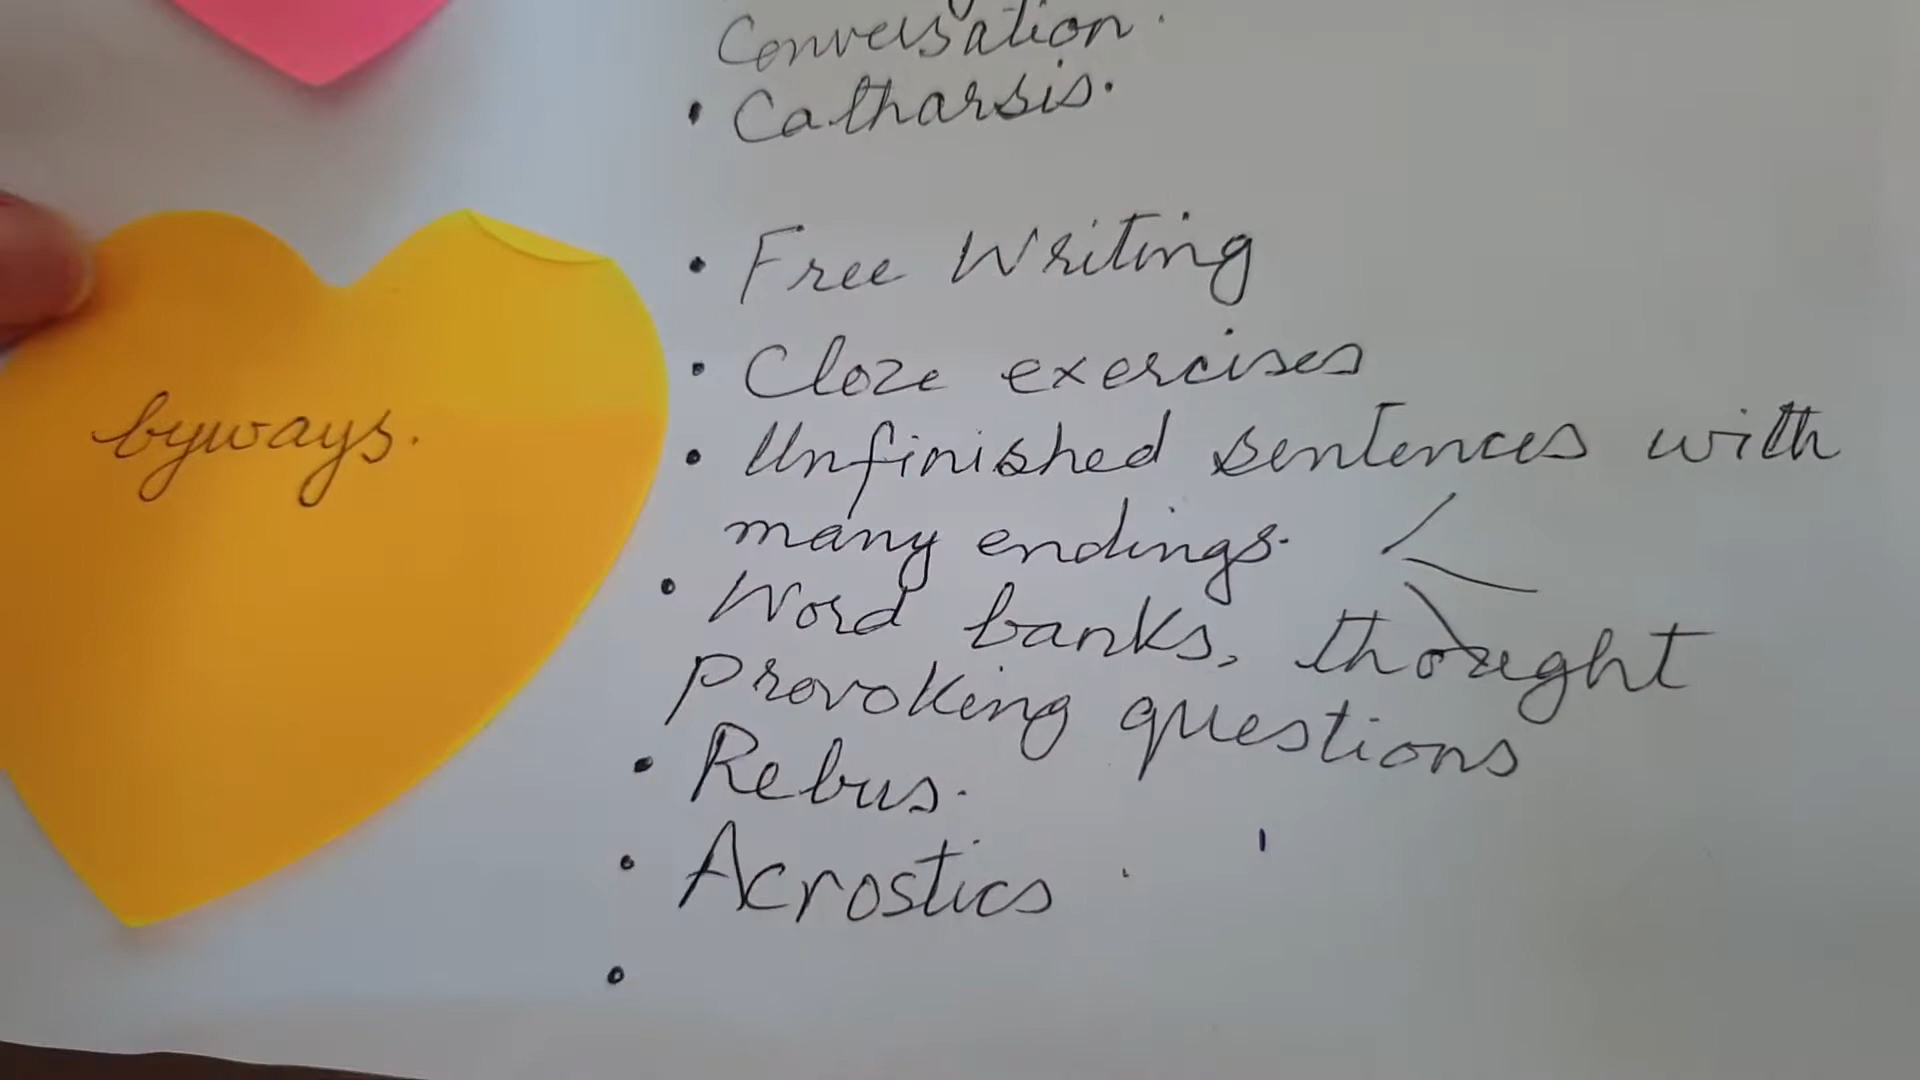 Conversation.
• Catharsis.
• Free Writing
• Cloze exercises
byways.
• Unfinished sentences with
many endings.
• Word banks, thought
provoking questions
• Rebus.
• Acrostics
•